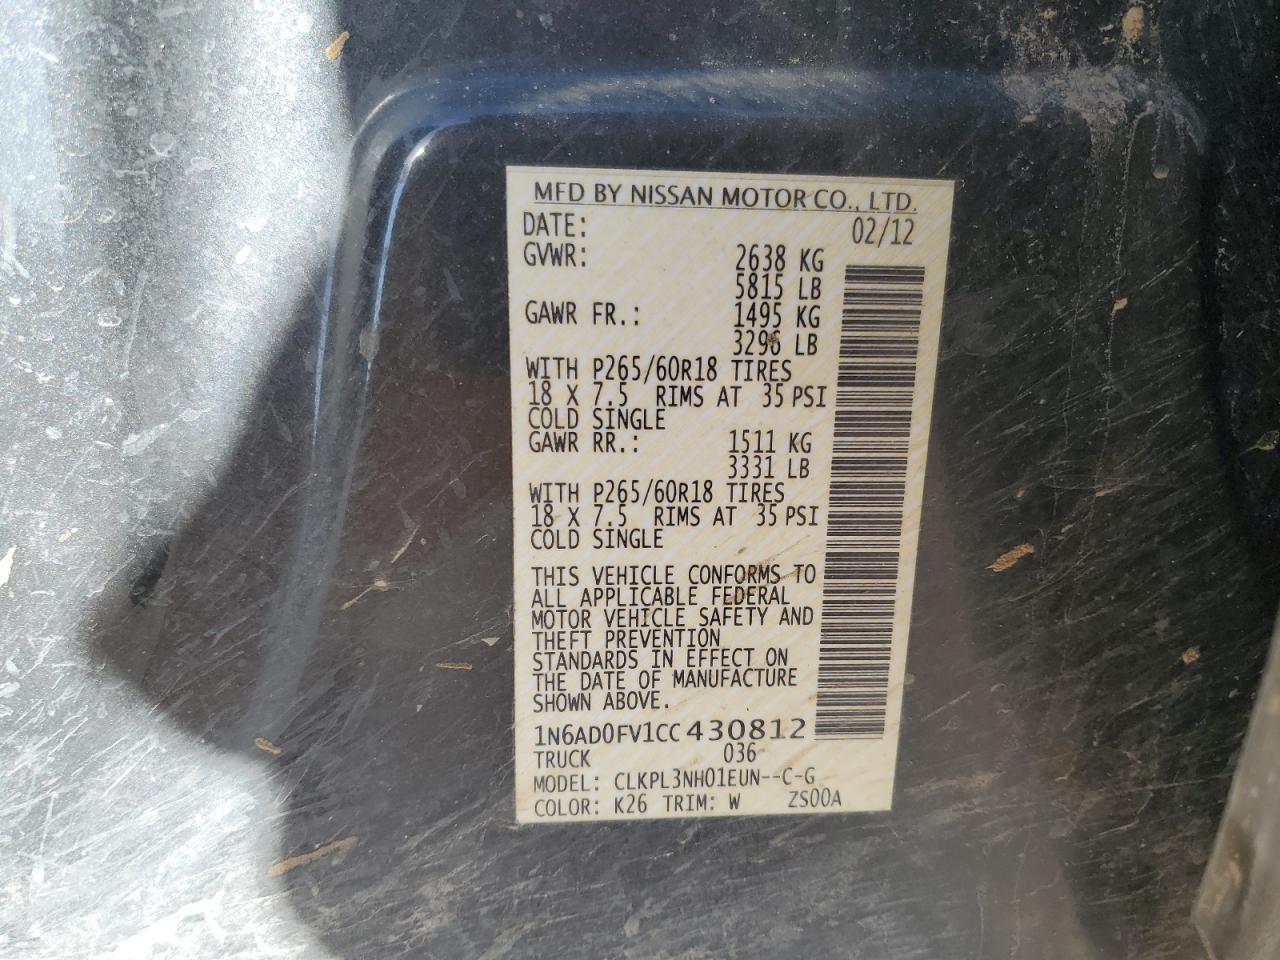 MFD BY NISSAN MOTOR CO., LTD.
DATE: 02/12
GVWR: 2638 KG
5815 LB
GAWR FR.: 1495 KG
3296 LB
WITH P265/60R18 TIRES
18 X 7.5 RIMS AT 35 PSI
COLD SINGLE
GAWR RR.: 1511 KG
3331 LB
WITH P265/60R18 TIRES
18 X 7.5 RIMS AT 35 PSI
COLD SINGLE
THIS VEHICLE CONFORMS TO
ALL APPLICABLE FEDERAL
MOTOR VEHICLE SAFETY AND
THEFT PREVENTION
STANDARDS IN EFFECT ON
THE DATE OF MANUFACTURE
SHOWN ABOVE.
1N6AD0FV1CC430812
TRUCK 036
MODEL: CLKPL3NH01EUN--C-G
COLOR: K26 TRIM: W ZS00A